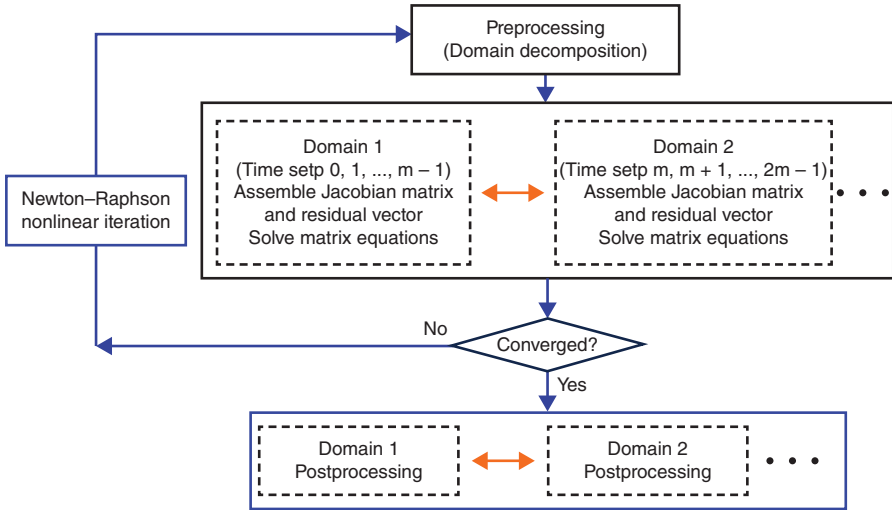 Preprocessing
(Domain decomposition)
Domain 1
(Time setp 0, 1, ..., m – 1)
Assemble Jacobian matrix
and residual vector
Solve matrix equations
Domain 2
(Time setp m, m + 1, ..., 2m – 1)
Assemble Jacobian matrix
and residual vector
Solve matrix equations
• • •
Newton–Raphson
nonlinear iteration
No
Converged?
Yes
Domain 1
Postprocessing
Domain 2
Postprocessing
• • •